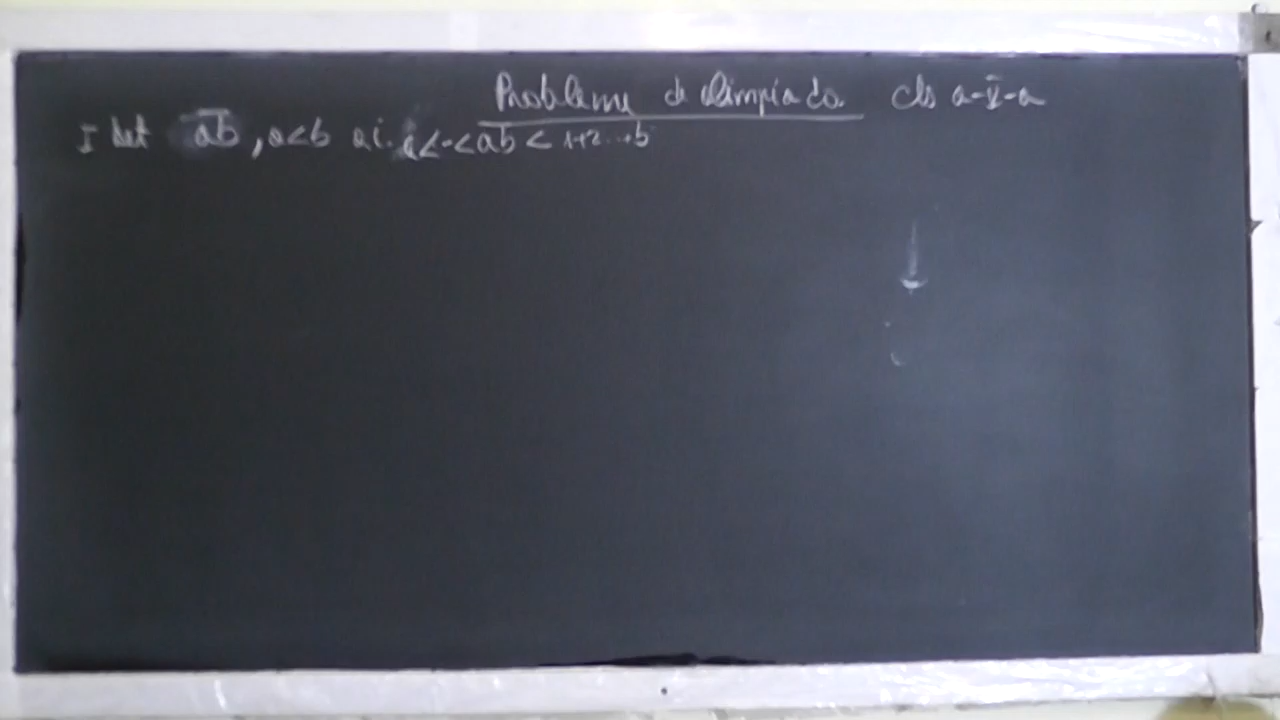 Probleme de olimpiada cls a-V-a
I Det ab, a<b a.i. < ab < 1+2...+b